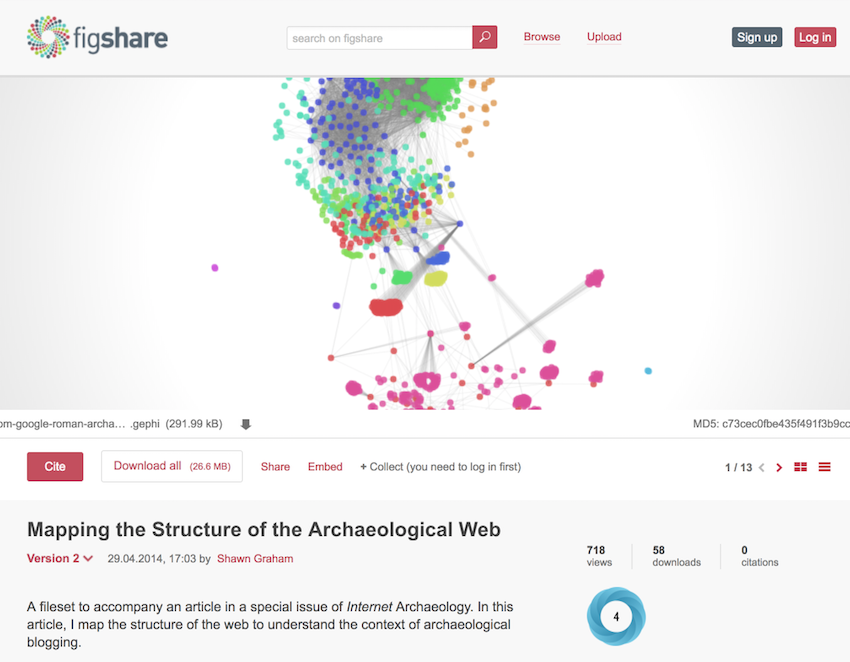 figshare
search on figshare
Browse
Upload
Sign up
Log in
om-google-roman-archa... .gephi (291.99 kB)
MD5: c73cec0fbe435f491f3b9cc
Cite
Download all (26.6 MB)
Share
Embed
+ Collect (you need to log in first)
1 / 13
Mapping the Structure of the Archaeological Web
Version 2
29.04.2014, 17:03 by Shawn Graham
718
views
58
downloads
0
citations
A fileset to accompany an article in a special issue of Internet Archaeology. In this
article, I map the structure of the web to understand the context of archaeological
blogging.
4